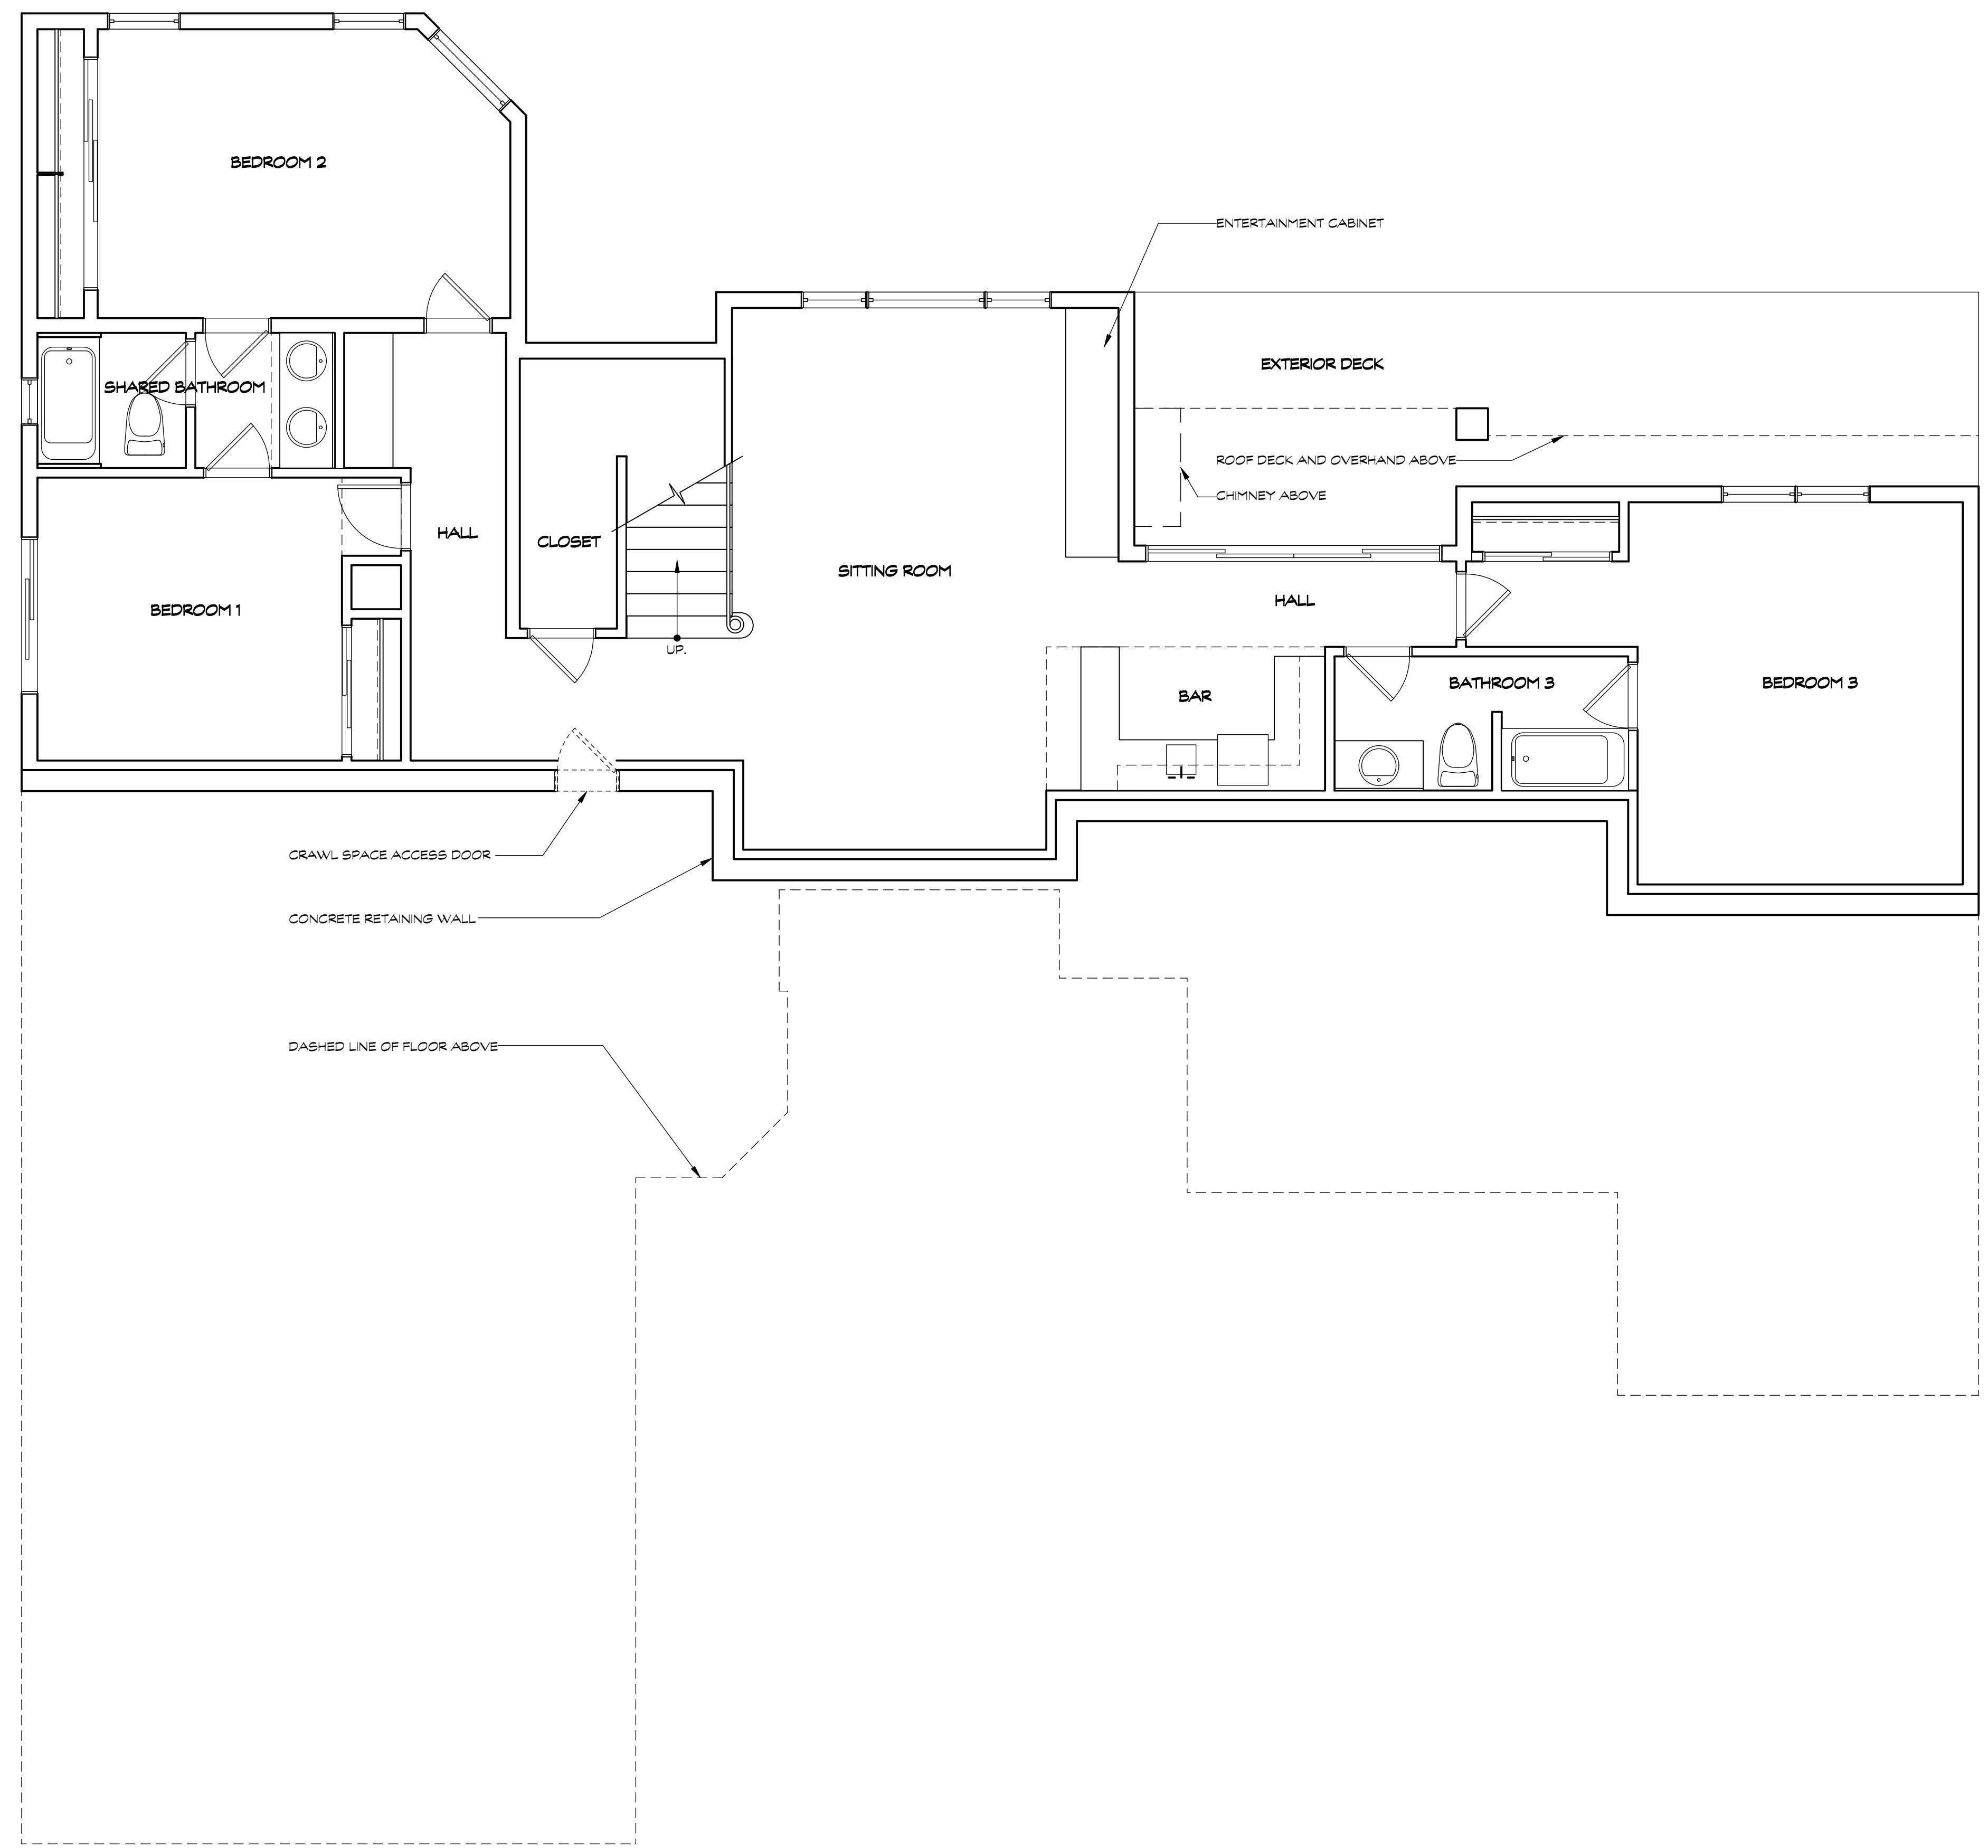 BEDROOM 2
ENTERTAINMENT CABINET
EXTERIOR DECK
SHARED BATHROOM
ROOF DECK AND OVERHAND ABOVE
CHIMNEY ABOVE
HALL
CLOSET
SITTING ROOM
HALL
BEDROOM 1
UP.
BAR
BATHROOM 3
BEDROOM 3
CRAWL SPACE ACCESS DOOR
CONCRETE RETAINING WALL
DASHED LINE OF FLOOR ABOVE